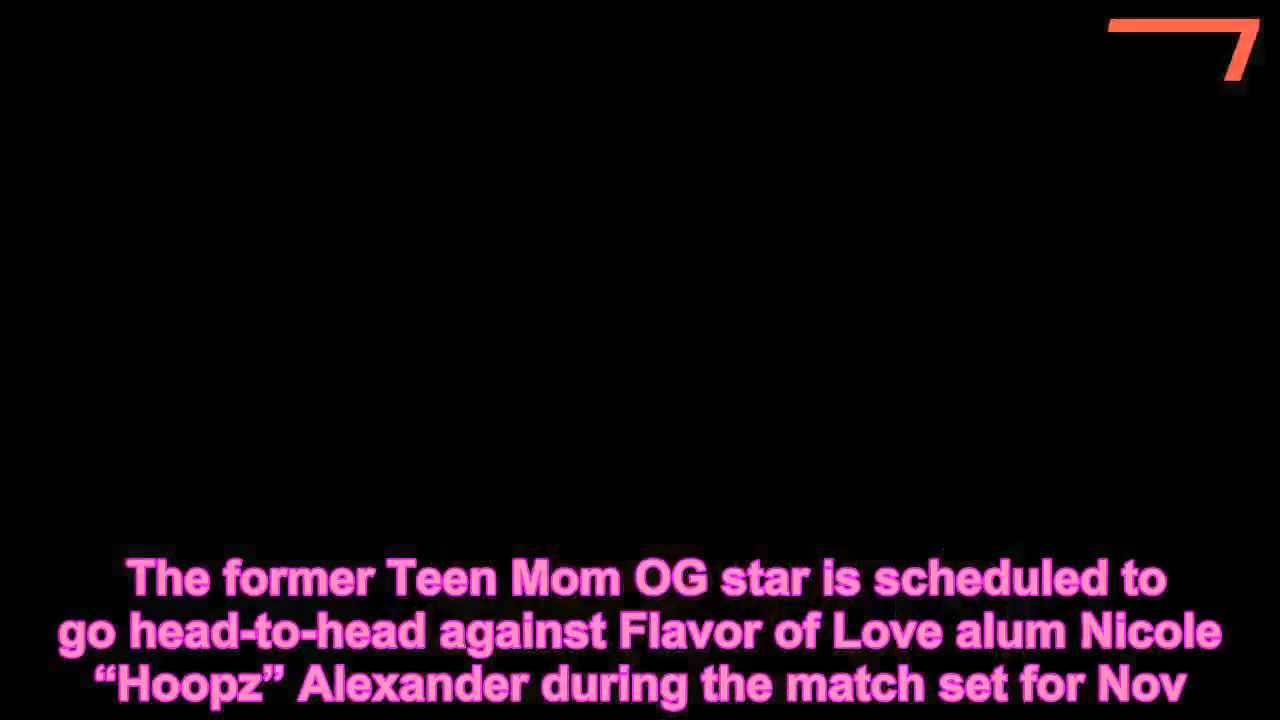 The former Teen Mom OG star is scheduled to
go head-to-head against Flavor of Love alum Nicole
“Hoopz” Alexander during the match set for Nov